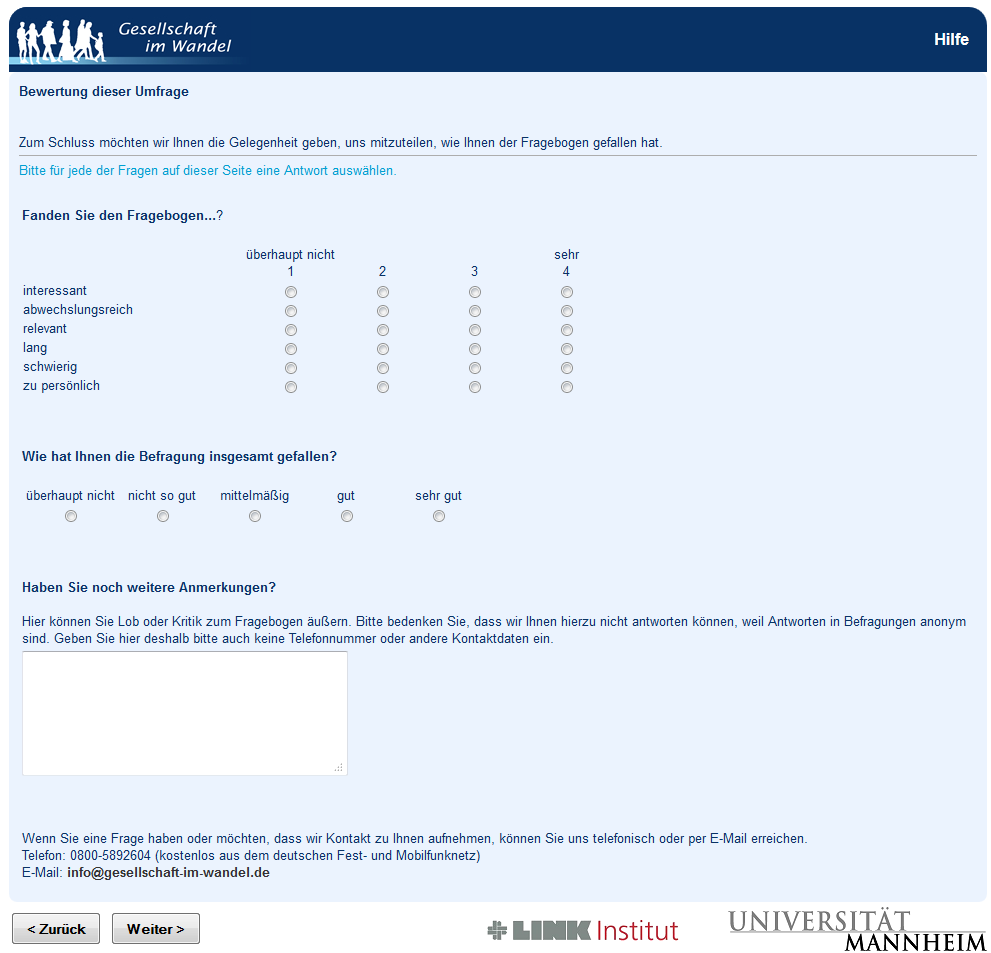 Gesellschaft
im Wandel
Hilfe
Bewertung dieser Umfrage
Zum Schluss möchten wir Ihnen die Gelegenheit geben, uns mitzuteilen, wie Ihnen der Fragebogen gefallen hat.
Bitte für jede der Fragen auf dieser Seite eine Antwort auswählen.
Fanden Sie den Fragebogen...?
überhaupt nicht sehr
1 2 3 4
interessant
abwechslungsreich
relevant
lang
schwierig
zu persönlich
Wie hat Ihnen die Befragung insgesamt gefallen?
überhaupt nicht nicht so gut mittelmäßig gut sehr gut
Haben Sie noch weitere Anmerkungen?
Hier können Sie Lob oder Kritik zum Fragebogen äußern. Bitte bedenken Sie, dass wir Ihnen hierzu nicht antworten können, weil Antworten in Befragungen anonym
sind. Geben Sie hier deshalb bitte auch keine Telefonnummer oder andere Kontaktdaten ein.
Wenn Sie eine Frage haben oder möchten, dass wir Kontakt zu Ihnen aufnehmen, können Sie uns telefonisch oder per E-Mail erreichen.
Telefon: 0800-5892604 (kostenlos aus dem deutschen Fest- und Mobilfunknetz)
E-Mail: info@gesellschaft-im-wandel.de
< Zurück Weiter >
LINK Institut
UNIVERSITÄT
MANNHEIM